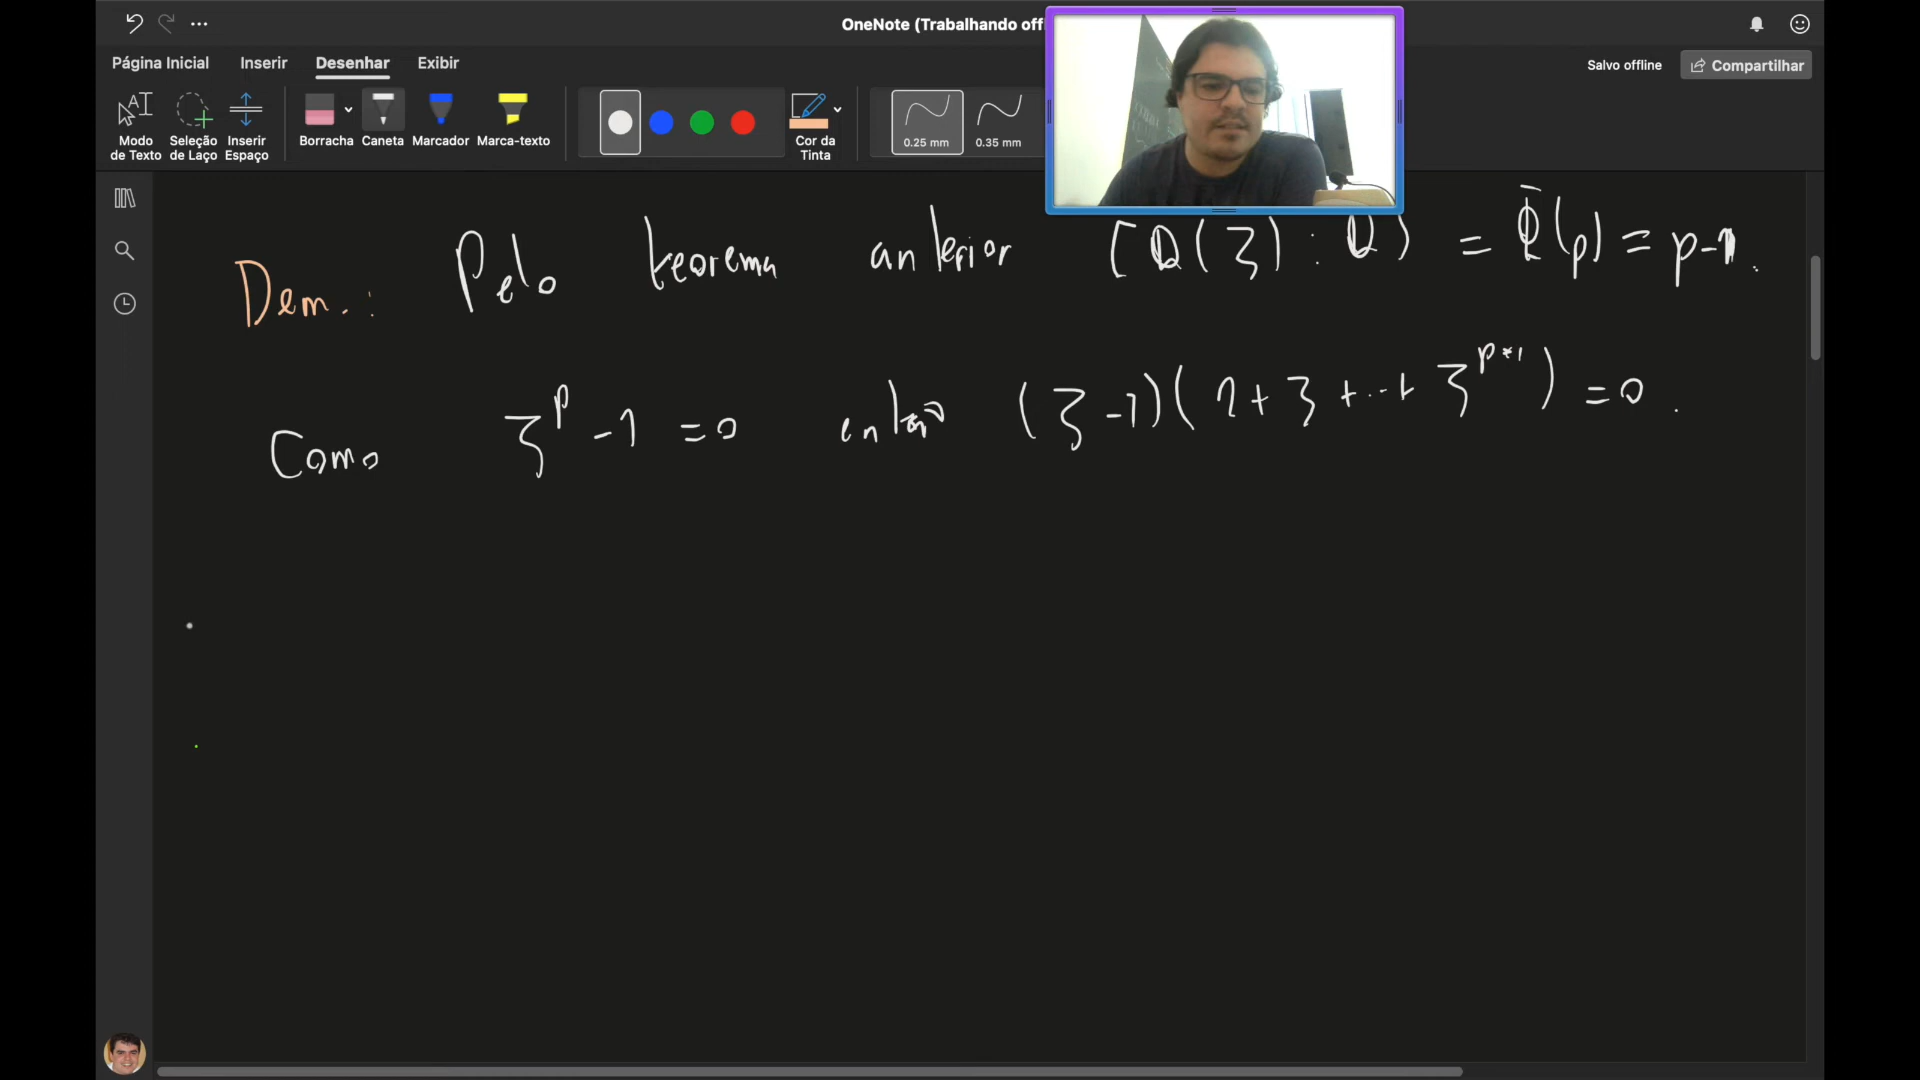 OneNote (Trabalhando offi
Página Inicial Inserir Desenhar Exibir
Salvo offline Compartilhar
Modo de Texto
Seleção de Laço
Inserir Espaço
Borracha Caneta Marcador Marca-texto
Cor da Tinta
0.25 mm 0.35 mm
Dem.: Pelo teorema anterior [Q(ζ) : Q] = Φ(p) = p-1.
Como ζ^p - 1 = 0 então (ζ-1)(1+ζ+...+ζ^{p-1}) = 0.